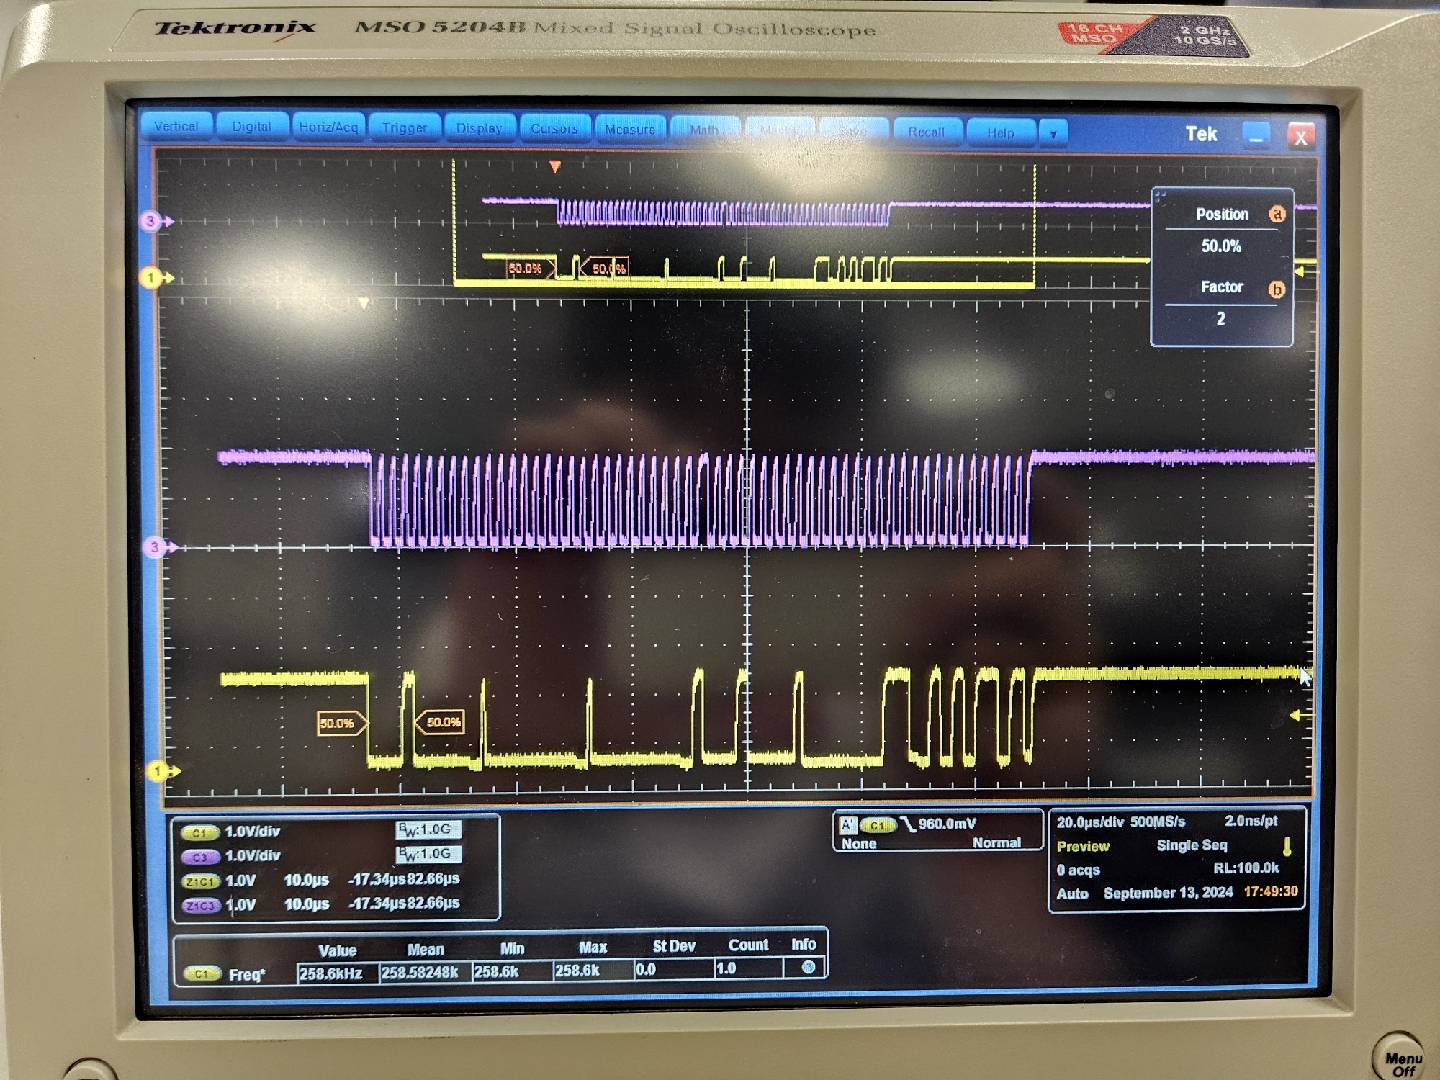 Tektronix MSO 5204B Mixed Signal Oscilloscope
16 CH MSO
2 GHz
10 GS/s
Vertical Digital Horiz/Acq Trigger Display Cursors Measure Math Recall Help Tek X
Position a
50.0%
Factor b
2
3
1
50.0% 50.0%
3
50.0% 50.0%
1
C1 1.0V/div BW:1.0G
C3 1.0V/div BW:1.0G
Z1C1 1.0V 10.0µs -17.34µs 82.66µs
Z1C3 1.0V 10.0µs -17.34µs 82.66µs
A' C1 960.0mV
None Normal
20.0µs/div 500MS/s 2.0ns/pt
Preview Single Seq
0 acqs RL:100.0k
Auto September 13, 2024 17:49:30
Value Mean Min Max St Dev Count Info
C1 Freq* 258.6kHz 258.58248k 258.6k 258.6k 0.0 1.0
Menu
Off